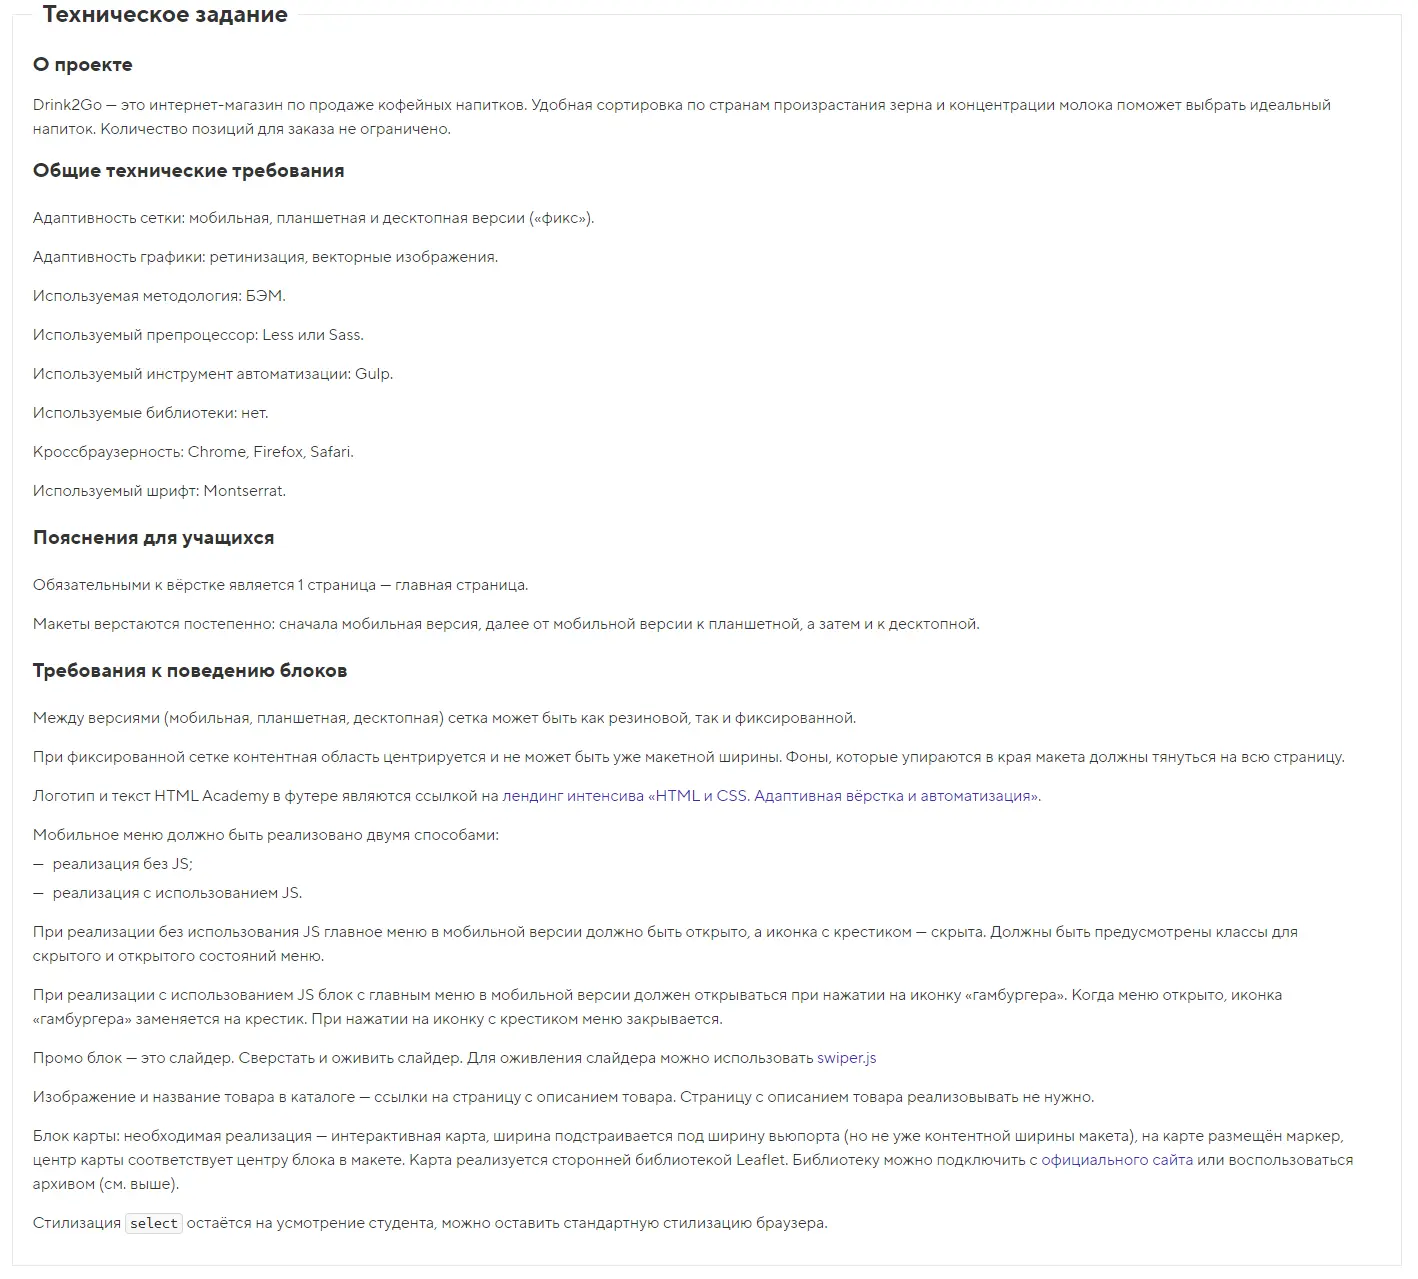 Техническое задание
О проекте
Drink2Go — это интернет-магазин по продаже кофейных напитков. Удобная сортировка по странам произрастания зерна и концентрации молока поможет выбрать идеальный
напиток. Количество позиций для заказа не ограничено.
Общие технические требования
Адаптивность сетки: мобильная, планшетная и десктопная версии («фикс»).
Адаптивность графики: ретинизация, векторные изображения.
Используемая методология: БЭМ.
Используемый препроцессор: Less или Sass.
Используемый инструмент автоматизации: Gulp.
Используемые библиотеки: нет.
Кроссбраузерность: Chrome, Firefox, Safari.
Используемый шрифт: Montserrat.
Пояснения для учащихся
Обязательными к вёрстке является 1 страница — главная страница.
Макеты верстаются постепенно: сначала мобильная версия, далее от мобильной версии к планшетной, а затем и к десктопной.
Требования к поведению блоков
Между версиями (мобильная, планшетная, десктопная) сетка может быть как резиновой, так и фиксированной.
При фиксированной сетке контентная область центрируется и не может быть уже макетной ширины. Фоны, которые упираются в края макета должны тянуться на всю страницу.
Логотип и текст HTML Academy в футере являются ссылкой на лендинг интенсива «HTML и CSS. Адаптивная вёрстка и автоматизация».
Мобильное меню должно быть реализовано двумя способами:
— реализация без JS;
— реализация с использованием JS.
При реализации без использования JS главное меню в мобильной версии должно быть открыто, а иконка с крестиком — скрыта. Должны быть предусмотрены классы для
скрытого и открытого состояний меню.
При реализации с использованием JS блок с главным меню в мобильной версии должен открываться при нажатии на иконку «гамбургера». Когда меню открыто, иконка
«гамбургера» заменяется на крестик. При нажатии на иконку с крестиком меню закрывается.
Промо блок — это слайдер. Сверстать и оживить слайдер. Для оживления слайдера можно использовать swiper.js
Изображение и название товара в каталоге — ссылки на страницу с описанием товара. Страницу с описанием товара реализовывать не нужно.
Блок карты: необходимая реализация — интерактивная карта, ширина подстраивается под ширину вьюпорта (но не уже контентной ширины макета), на карте размещён маркер,
центр карты соответствует центру блока в макете. Карта реализуется сторонней библиотекой Leaflet. Библиотеку можно подключить с официального сайта или воспользоваться
архивом (см. выше).
Стилизация select остаётся на усмотрение студента, можно оставить стандартную стилизацию браузера.